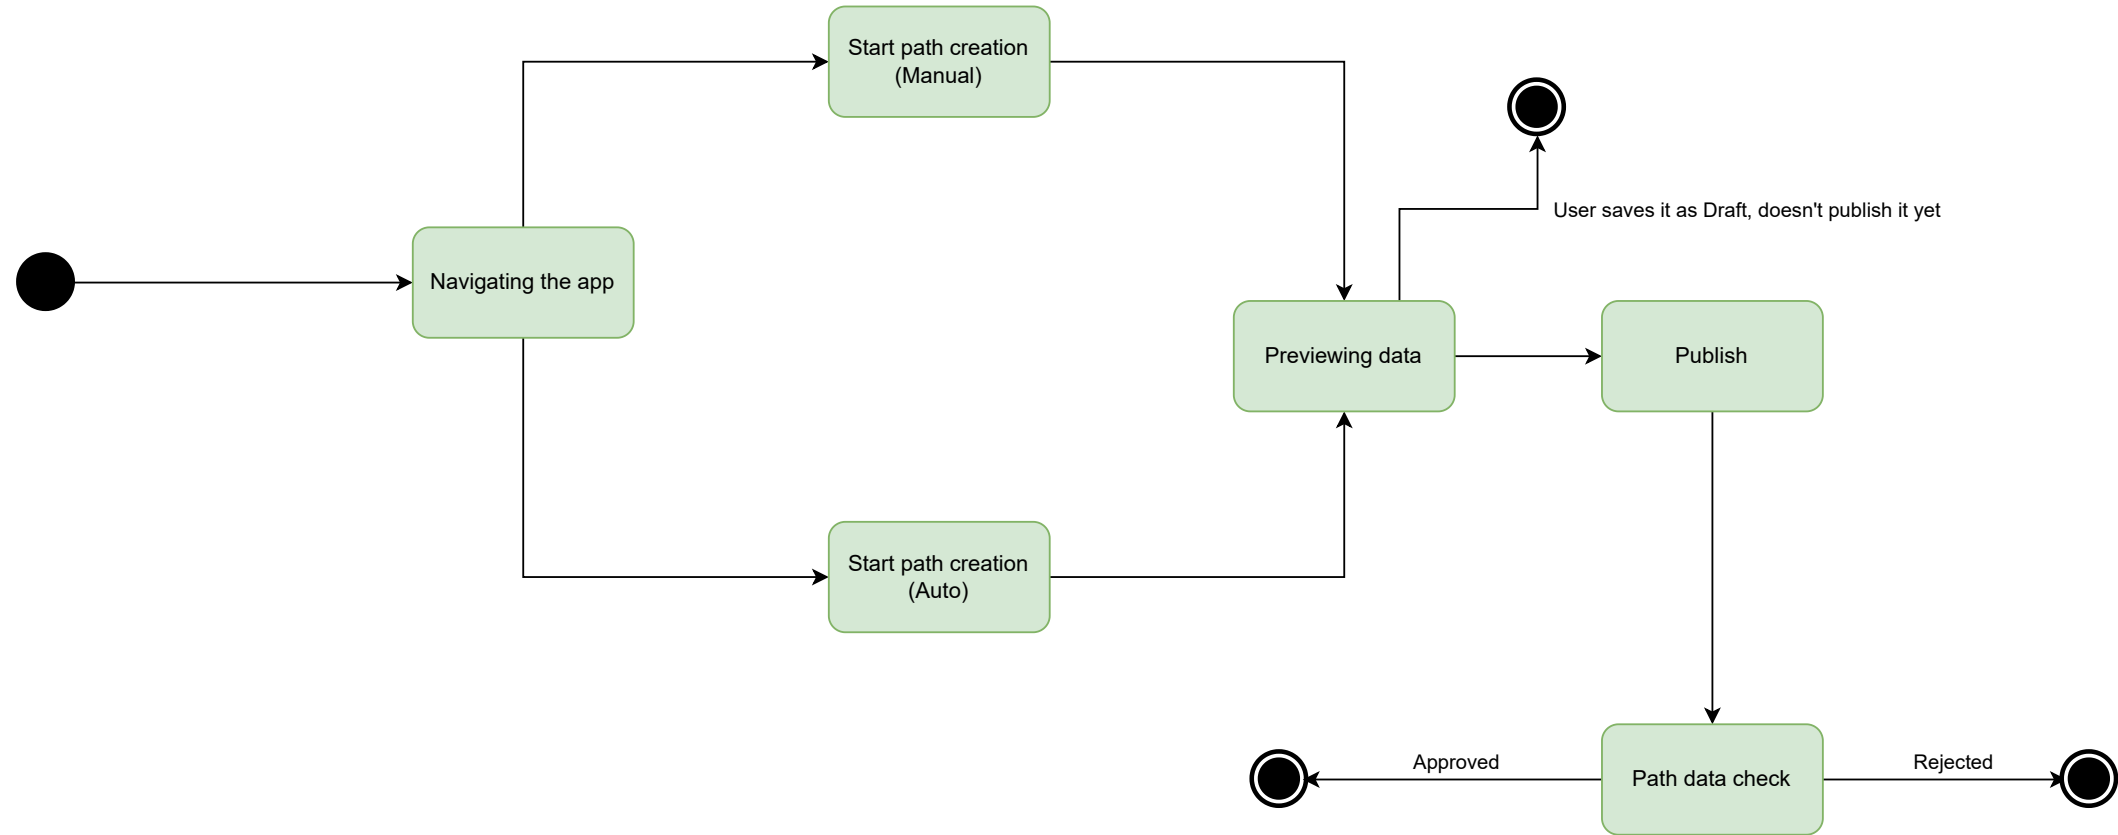 Start path creation
(Manual)
User saves it as Draft, doesn't publish it yet
Navigating the app
Previewing data
Publish
Start path creation
(Auto)
Approved
Path data check
Rejected